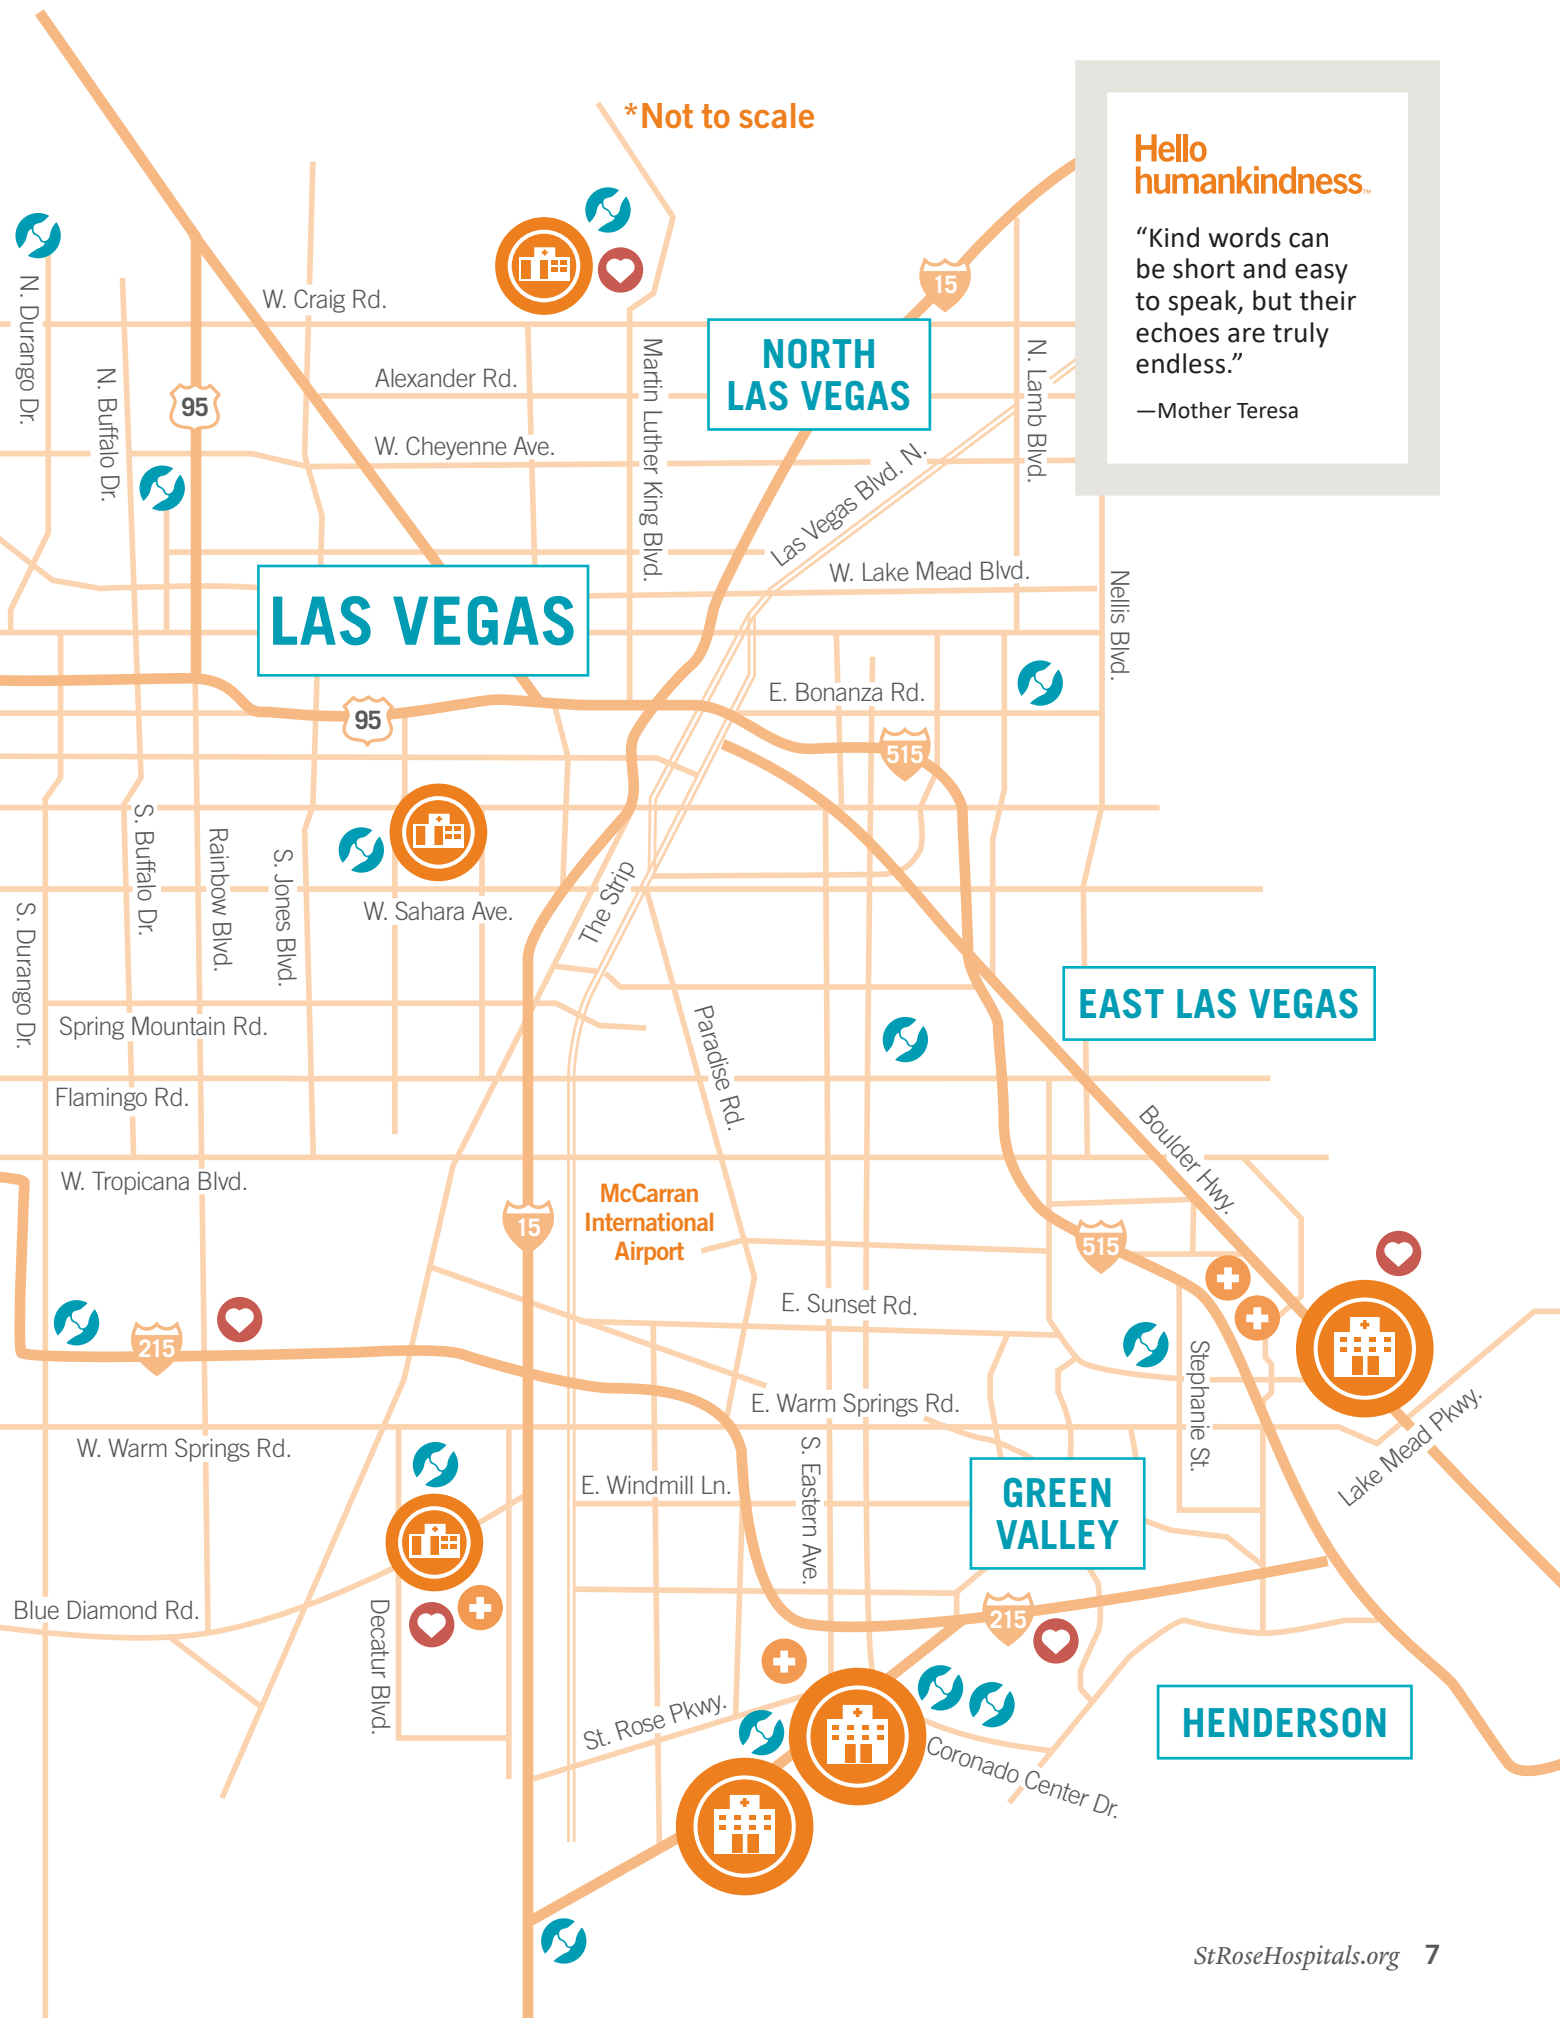 *Not to scale
Hello
humankindness™
“Kind words can
be short and easy
to speak, but their
echoes are truly
endless.”
—Mother Teresa
15
W. Craig Rd.
N. Durango Dr.
NORTH
LAS VEGAS
Martin Luther King Blvd.
N. Lamb Blvd.
Alexander Rd.
N. Buffalo Dr.
95
W. Cheyenne Ave.
Las Vegas Blvd. N.
W. Lake Mead Blvd.
Nellis Blvd.
LAS VEGAS
E. Bonanza Rd.
95
515
S. Buffalo Dr.
Rainbow Blvd.
S. Jones Blvd.
The Strip
W. Sahara Ave.
S. Durango Dr.
EAST LAS VEGAS
Spring Mountain Rd.
Paradise Rd.
Flamingo Rd.
Boulder Hwy.
W. Tropicana Blvd.
McCarran
International
Airport
15
515
E. Sunset Rd.
215
Stephanie St.
E. Warm Springs Rd.
Lake Mead Pkwy.
W. Warm Springs Rd.
S. Eastern Ave.
E. Windmill Ln.
GREEN
VALLEY
Blue Diamond Rd.
Decatur Blvd.
215
St. Rose Pkwy.
HENDERSON
Coronado Center Dr.
StRoseHospitals.org 7